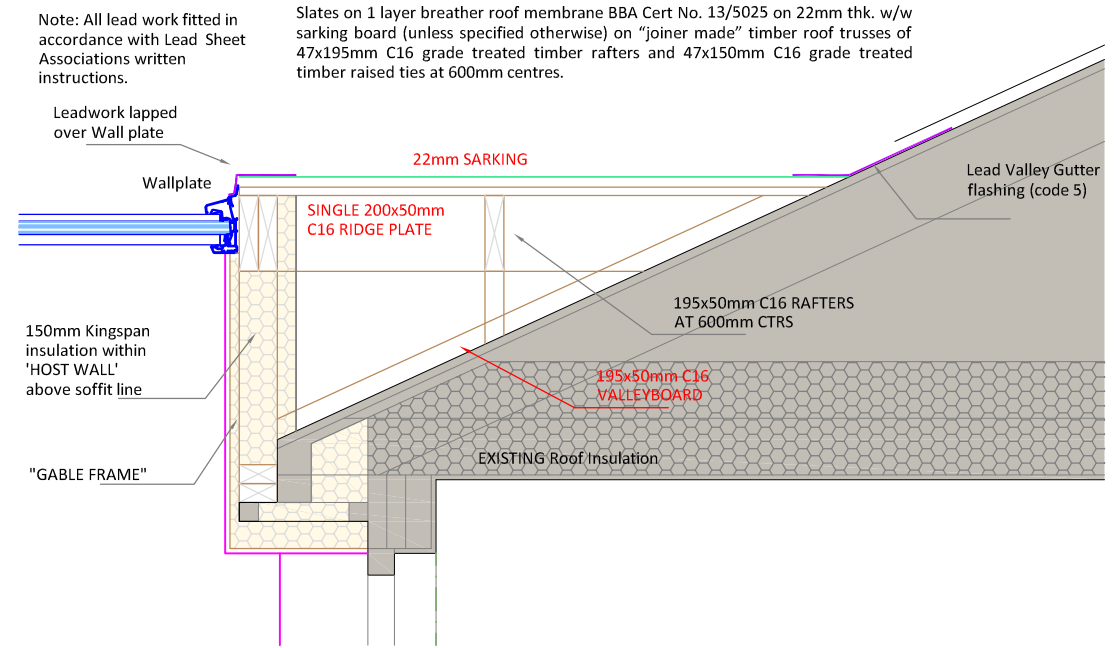 Note: All lead work fitted in
accordance with Lead Sheet
Associations written
instructions.
Slates on 1 layer breather roof membrane BBA Cert No. 13/5025 on 22mm thk. w/w
sarking board (unless specified otherwise) on “joiner made” timber roof trusses of
47x195mm C16 grade treated timber rafters and 47x150mm C16 grade treated
timber raised ties at 600mm centres.
Leadwork lapped
over Wall plate
22mm SARKING
Wallplate
Lead Valley Gutter
flashing (code 5)
SINGLE 200x50mm
C16 RIDGE PLATE
195x50mm C16 RAFTERS
AT 600mm CTRS
150mm Kingspan
insulation within
'HOST WALL'
above soffit line
195x50mm C16
VALLEYBOARD
EXISTING Roof Insulation
"GABLE FRAME"